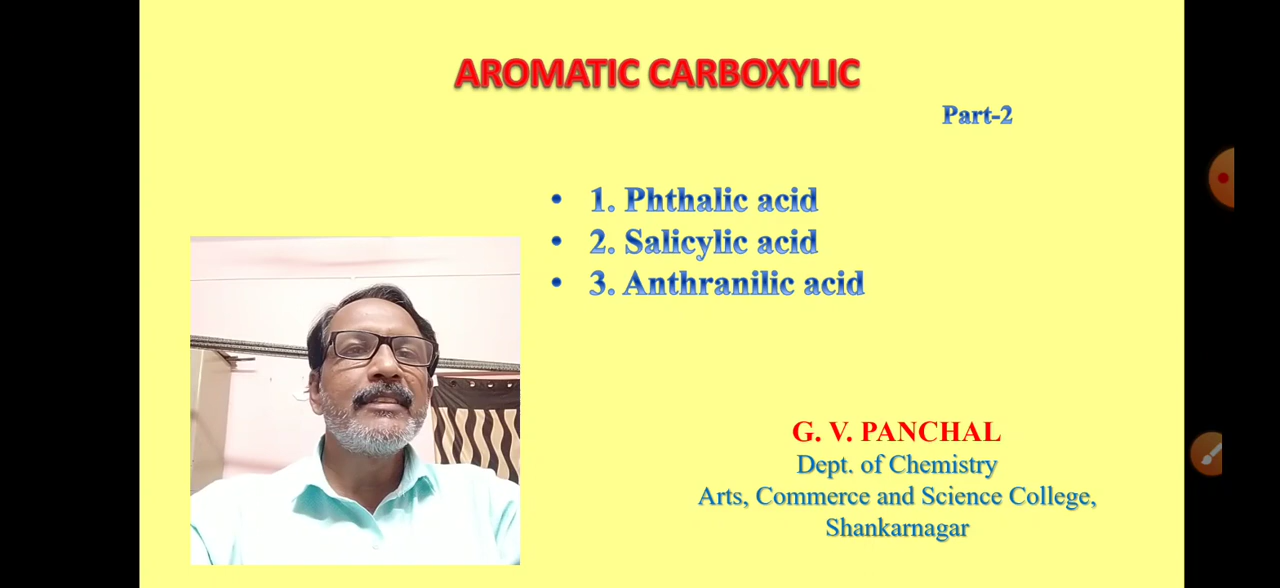 AROMATIC CARBOXYLIC
Part-2
• 1. Phthalic acid
• 2. Salicylic acid
• 3. Anthranilic acid
G. V. PANCHAL
Dept. of Chemistry
Arts, Commerce and Science College,
Shankarnagar